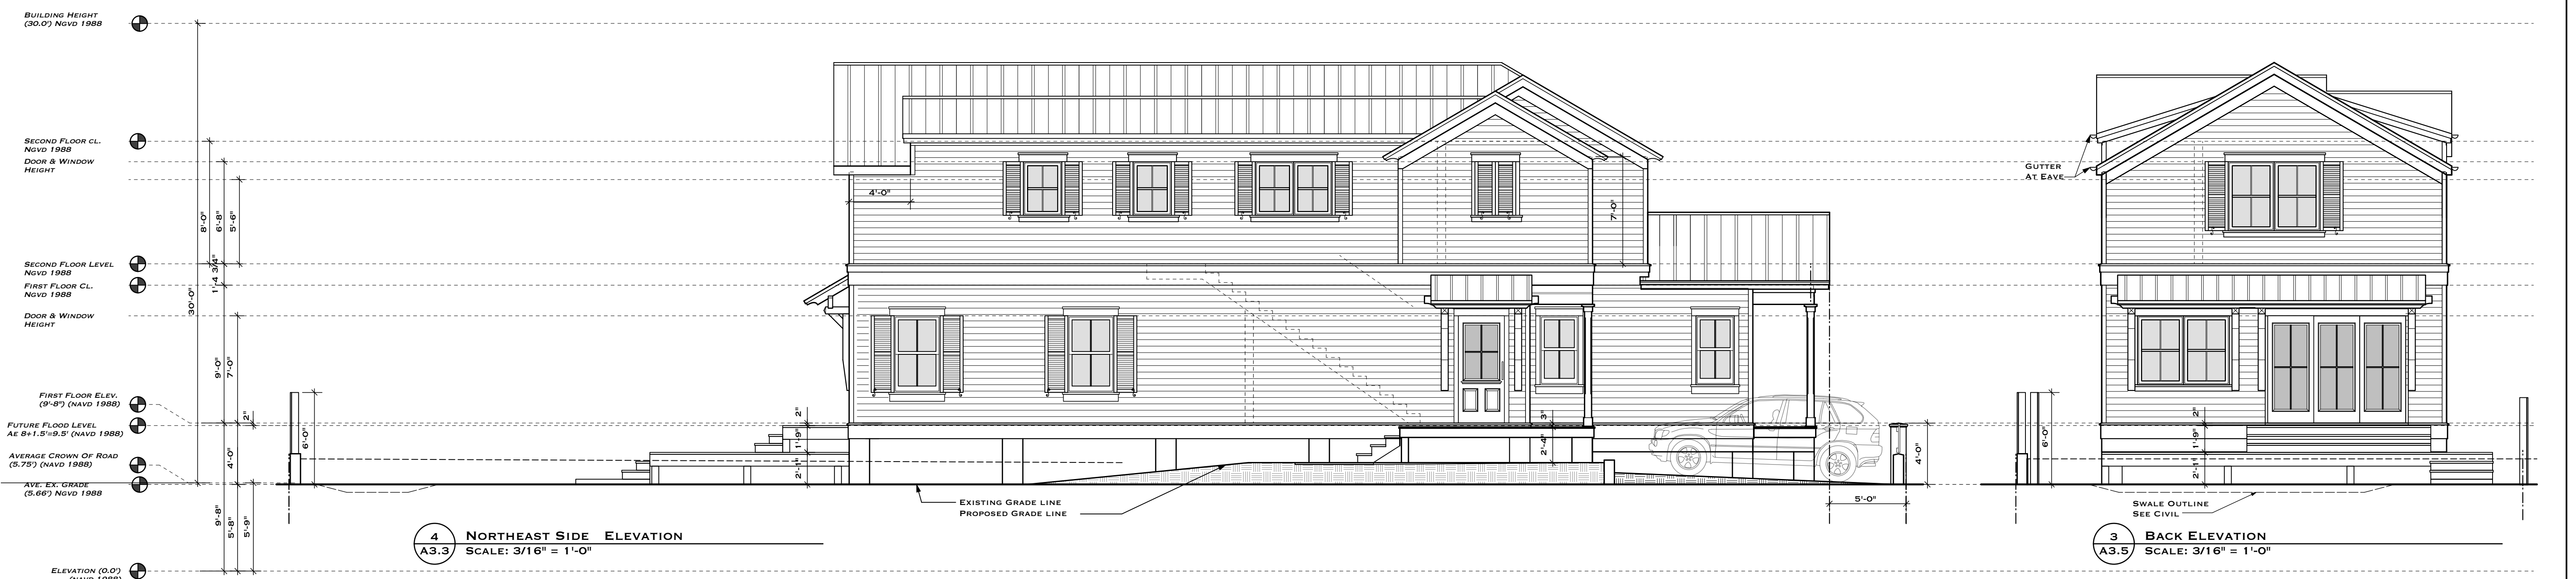 Building Height
(30.0') Ngvd 1988
Second Floor cl.
Ngvd 1988
Door & Window
Height
Second Floor Level
Ngvd 1988
First Floor Cl.
Ngvd 1988
Door & Window
Height
First Floor Elev.
(9'-8") (navd 1988)
Future Flood Level
AE 8+1.5'=9.5' (navd 1988)
Average Crown Of Road
(5.75') (navd 1988)
Ave. Ex. Grade
(5.66') Ngvd 1988
Elevation (0.0')
(navd 1988)
30'-0"
8'-0"
6'-8"
5'-6"
1'-4 3/4"
9'-0"
7'-0"
2"
4'-0"
9'-8"
5'-8"
5'-9"
6'-0"
4'-0"
7'-0"
2"
1'-9"
2'-1"
3"
2'-4"
4'-0"
5'-0"
Existing Grade line
Proposed Grade line
4
A3.3
Northeast Side Elevation
Scale: 3/16" = 1'-0"
Gutter
At Eave
6'-0"
2"
1'-9"
2'-1"
Swale Outline
See Civil
3
A3.5
Back Elevation
Scale: 3/16" = 1'-0"